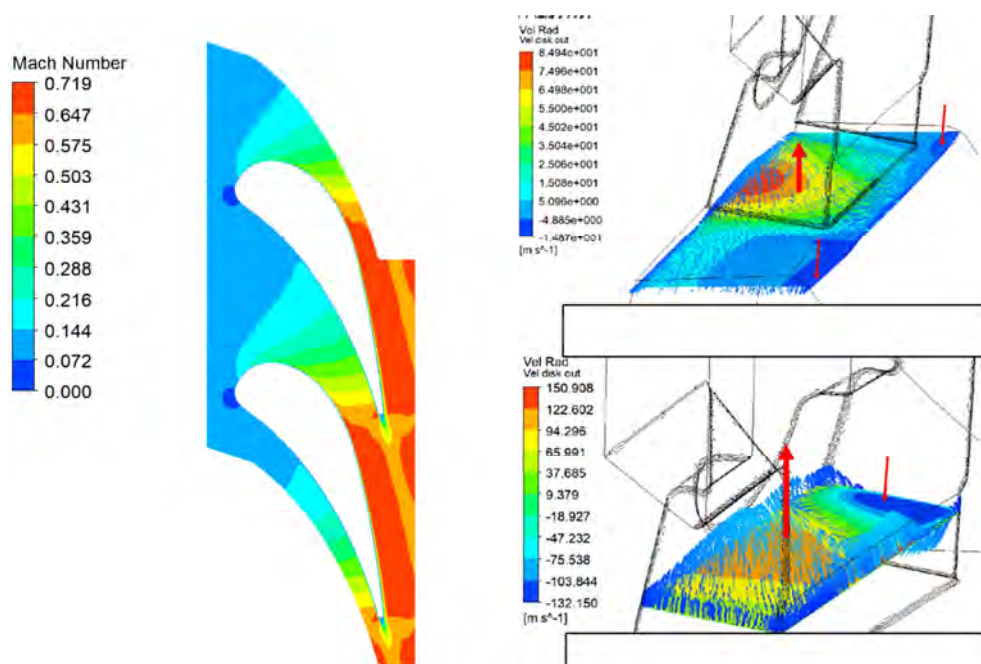 Mach Number
0.719
0.647
0.575
0.503
0.431
0.359
0.288
0.216
0.144
0.072
0.000
Vel Rad
Vel disk out
8.494e+001
7.496e+001
6.498e+001
5.500e+001
4.502e+001
3.504e+001
2.506e+001
1.508e+001
5.096e+000
-4.885e+000
-1.487e+001
[m s^-1]
Vel Rad
Vel disk out
150.908
122.602
94.296
65.991
37.685
9.379
-18.927
-47.232
-75.538
-103.844
-132.150
[m s^-1]